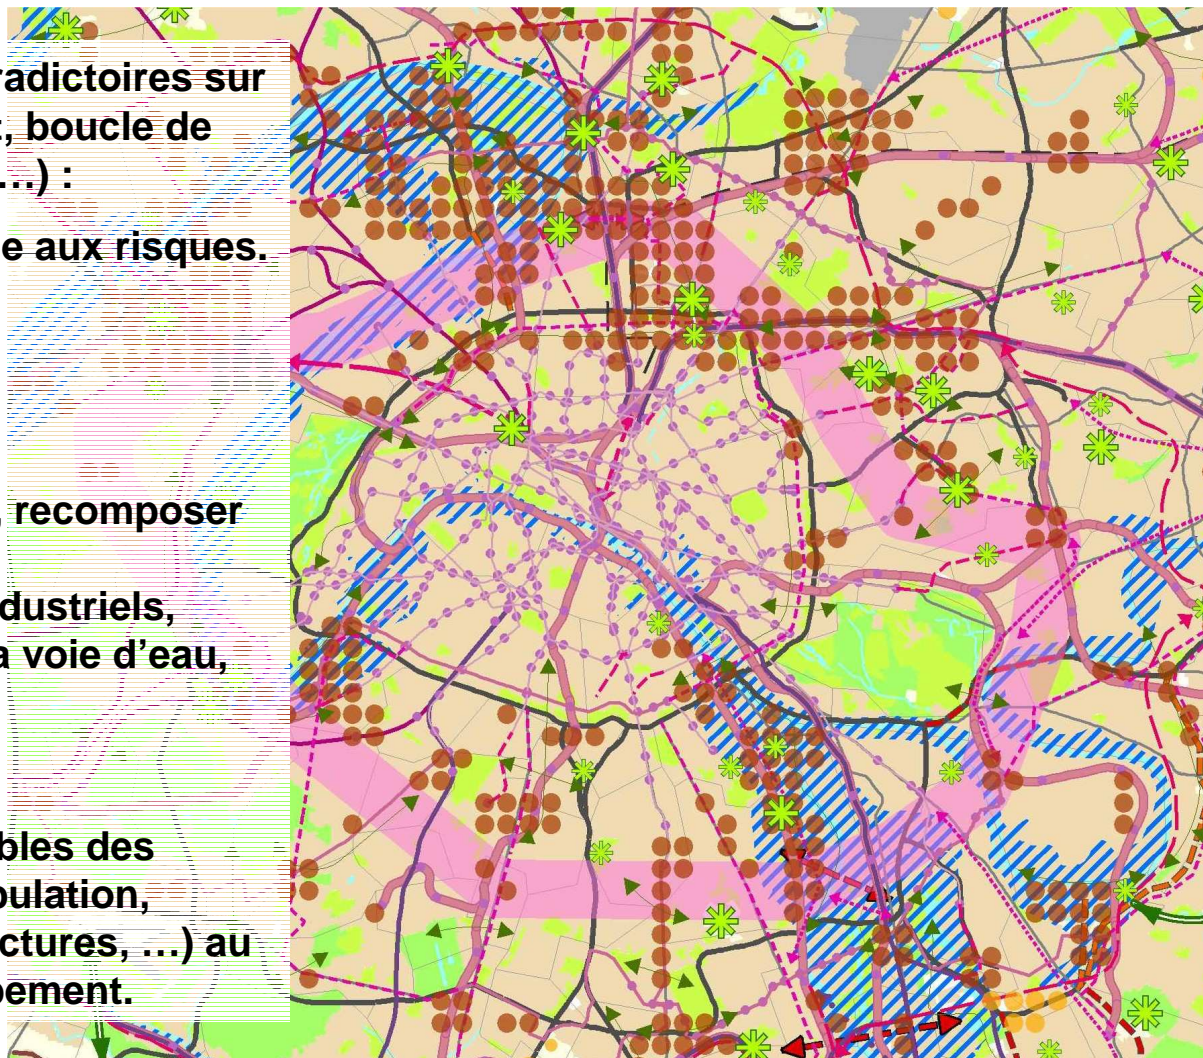 radictoires sur
, boucle de
…) :
e aux risques.
, recomposer
dustriels,
a voie d’eau,
bles des
pulation,
ctures, …) au
pement.